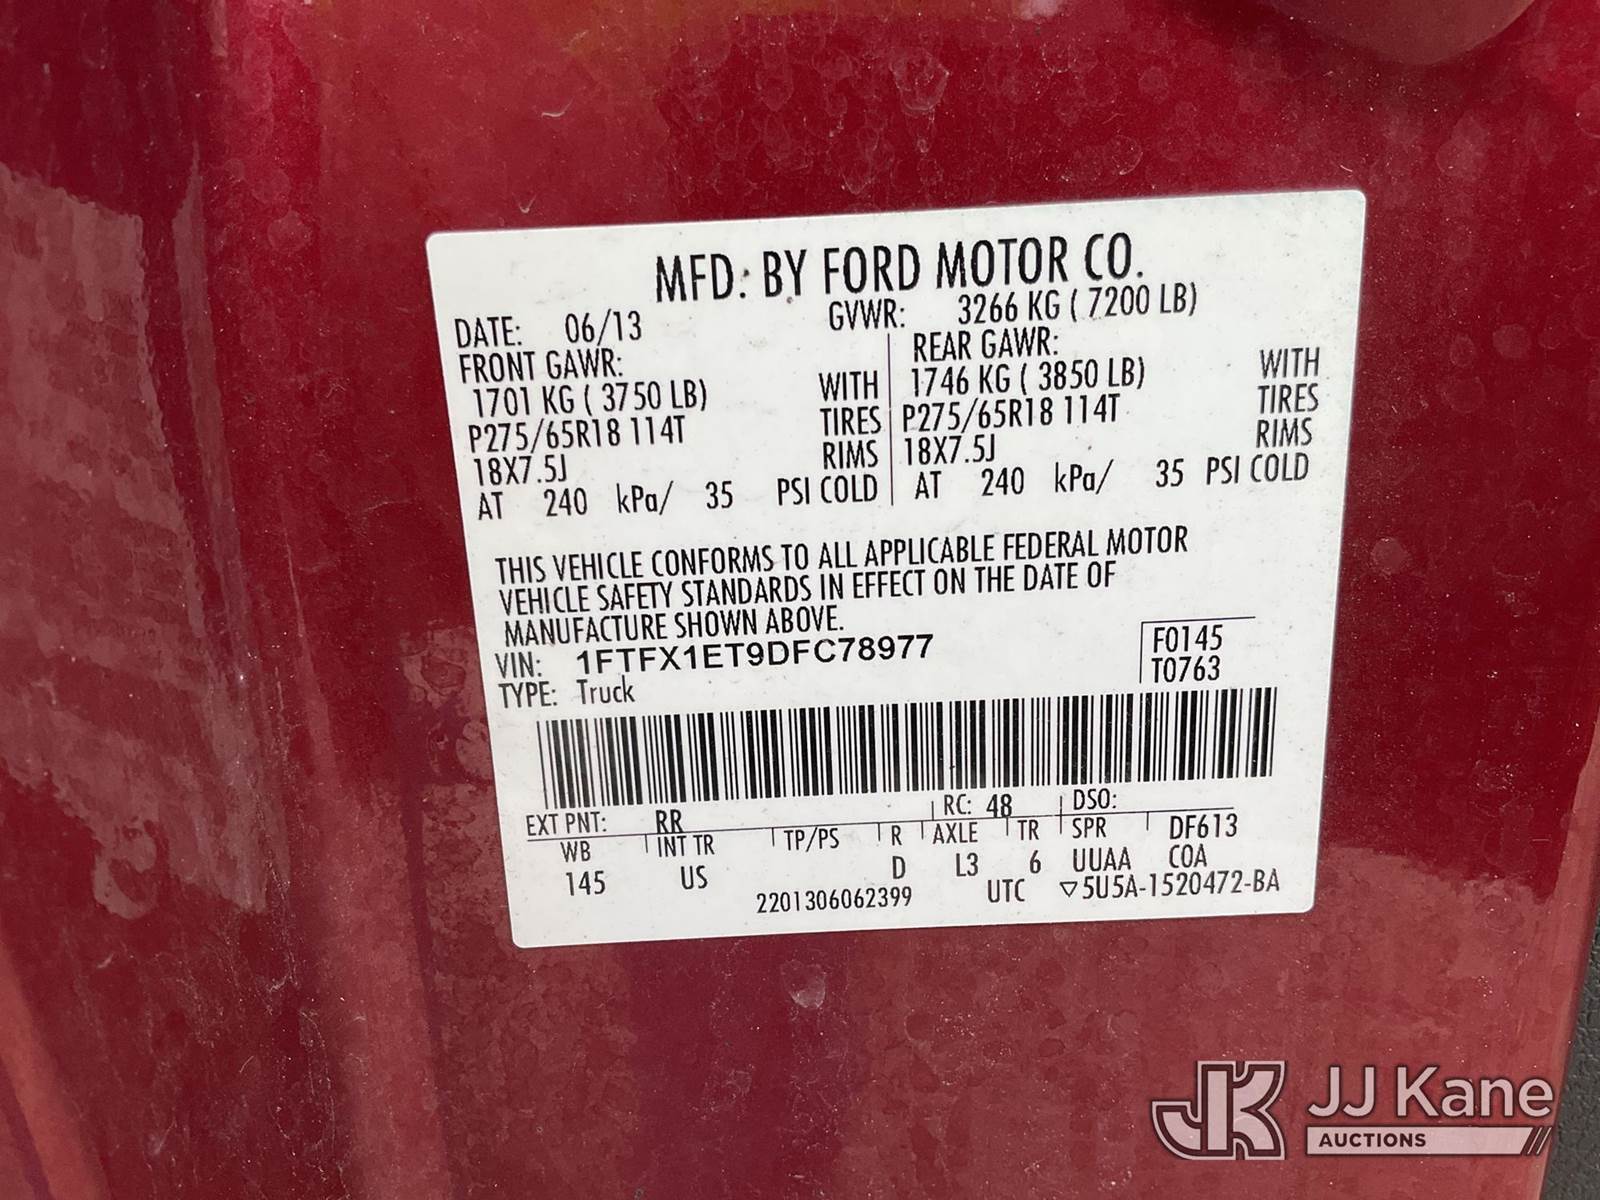 MFD. BY FORD MOTOR CO.
DATE: 06/13 GVWR: 3266 KG ( 7200 LB)
FRONT GAWR: REAR GAWR:
1701 KG ( 3750 LB) WITH 1746 KG ( 3850 LB) WITH
P275/65R18 114T TIRES P275/65R18 114T TIRES
18X7.5J RIMS 18X7.5J RIMS
AT 240 kPa/ 35 PSI COLD AT 240 kPa/ 35 PSI COLD
THIS VEHICLE CONFORMS TO ALL APPLICABLE FEDERAL MOTOR
VEHICLE SAFETY STANDARDS IN EFFECT ON THE DATE OF
MANUFACTURE SHOWN ABOVE.
VIN: 1FTFX1ET9DFC78977 F0145
TYPE: Truck T0763
EXT PNT: RR RC: 48 DSO:
WB INT TR TP/PS R AXLE TR SPR DF613
145 US D L3 6 UUAA COA
2201306062399 UTC ▽5U5A-1520472-BA
JK JJ Kane
AUCTIONS